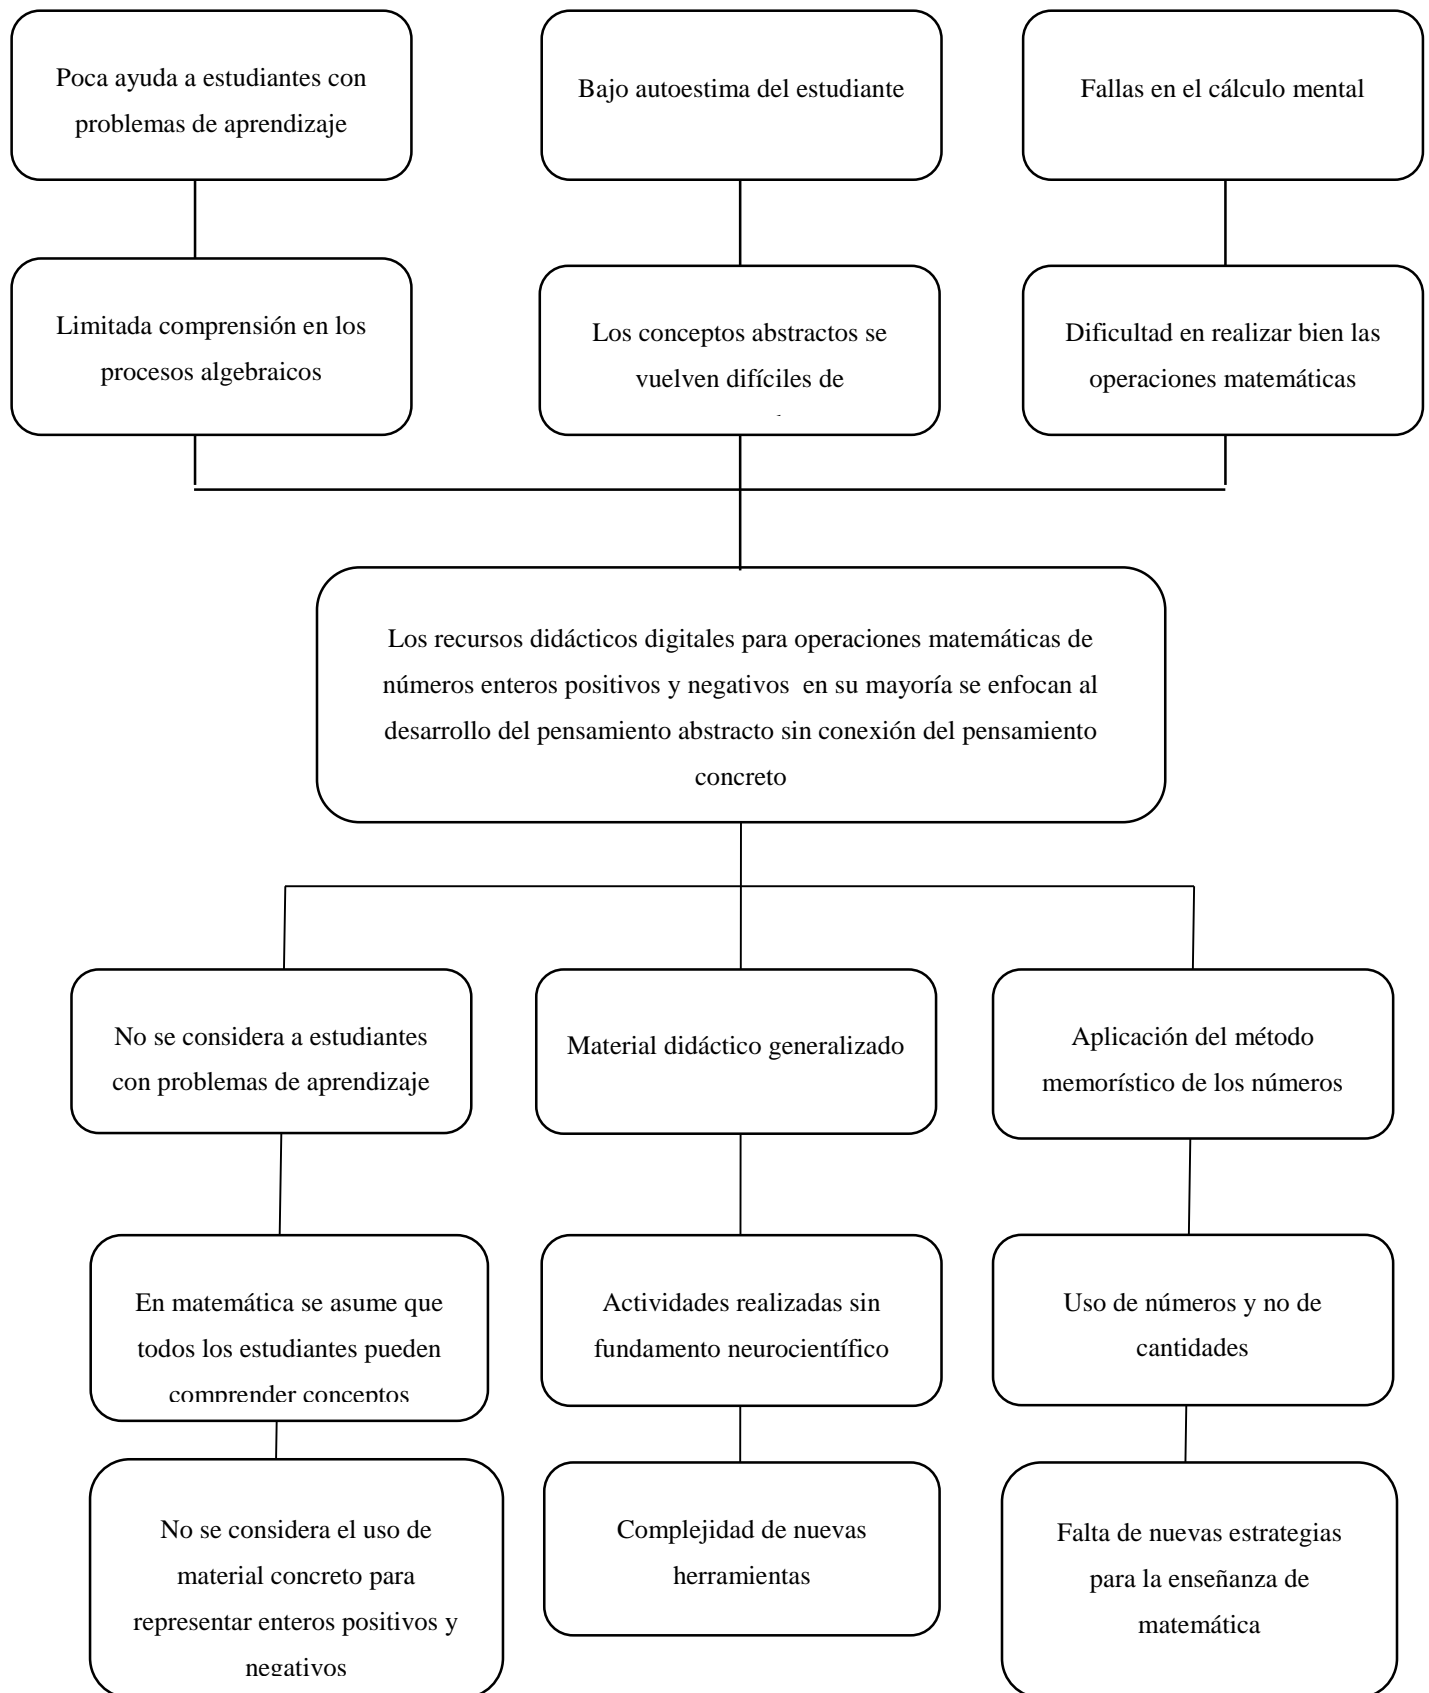 Poca ayuda a estudiantes con
problemas de aprendizaje
Bajo autoestima del estudiante
Fallas en el cálculo mental
Limitada comprensión en los
procesos algebraicos
Los conceptos abstractos se
vuelven difíciles de
Dificultad en realizar bien las
operaciones matemáticas
Los recursos didácticos digitales para operaciones matemáticas de
números enteros positivos y negativos en su mayoría se enfocan al
desarrollo del pensamiento abstracto sin conexión del pensamiento
concreto
No se considera a estudiantes
con problemas de aprendizaje
Material didáctico generalizado
Aplicación del método
memorístico de los números
En matemática se asume que
todos los estudiantes pueden
comprender conceptos
Actividades realizadas sin
fundamento neurocientífico
Uso de números y no de
cantidades
No se considera el uso de
material concreto para
representar enteros positivos y
negativos
Complejidad de nuevas
herramientas
Falta de nuevas estrategias
para la enseñanza de
matemática